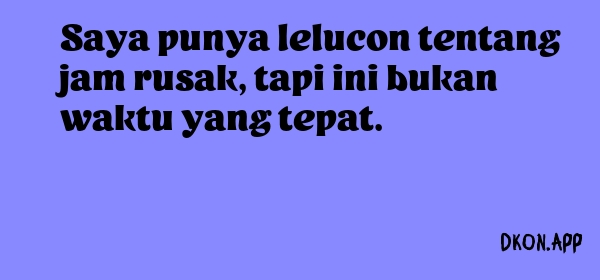 Saya punya lelucon tentang
jam rusak, tapi ini bukan
waktu yang tepat.
DKON.APP